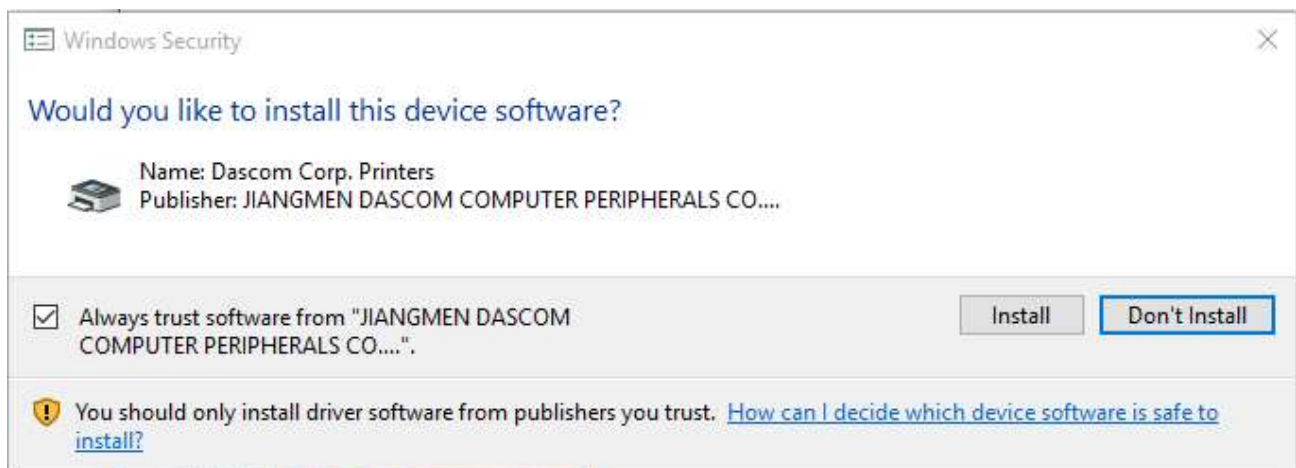 Windows Security
Would you like to install this device software?
Name: Dascom Corp. Printers
Publisher: JIANGMEN DASCOM COMPUTER PERIPHERALS CO....
Always trust software from "JIANGMEN DASCOM
COMPUTER PERIPHERALS CO....".
Install
Don't Install
You should only install driver software from publishers you trust. How can I decide which device software is safe to
install?